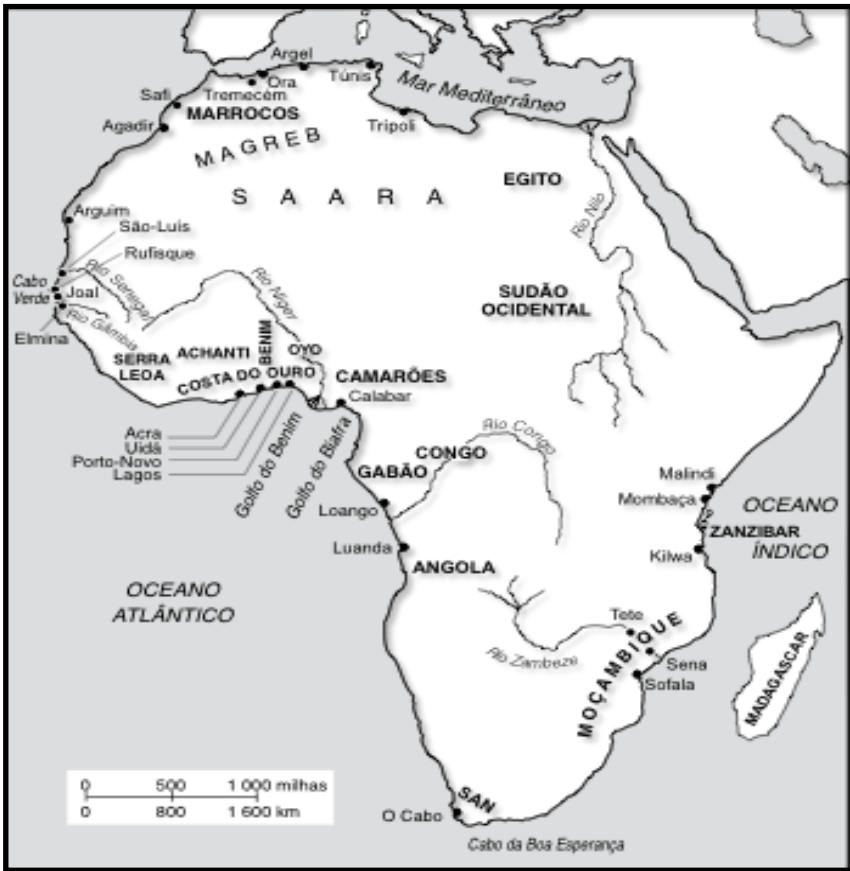 Argel
Túnis
Ora
Tremecém
Mar Mediterrâneo
Safi
MARROCOS
Agadir
Trípoli
MAGREB
EGITO
SAARA
Rio Nilo
Arguim
São-Luís
Rufisque
Cabo
Verde
Joal
Rio Senegal
Rio Níger
SUDÃO
OCIDENTAL
Rio Gâmbia
Elmina
SERRA
LEOA
ACHANTI
BENIM
OYO
COSTA DO OURO
CAMARÕES
Calabar
Acra
Uidá
Porto-Novo
Lagos
Golfo do Benim
Golfo do Biafra
Rio Congo
CONGO
GABÃO
Malindi
Mombaça
OCEANO
ÍNDICO
ZANZIBAR
Loango
Luanda
Kilwa
ANGOLA
OCEANO
ATLÂNTICO
Tete
MOÇAMBIQUE
Rio Zambeze
Sena
Sofala
MADAGASCAR
0 500 1 000 milhas
0 800 1 600 km
SAN
O Cabo
Cabo da Boa Esperança